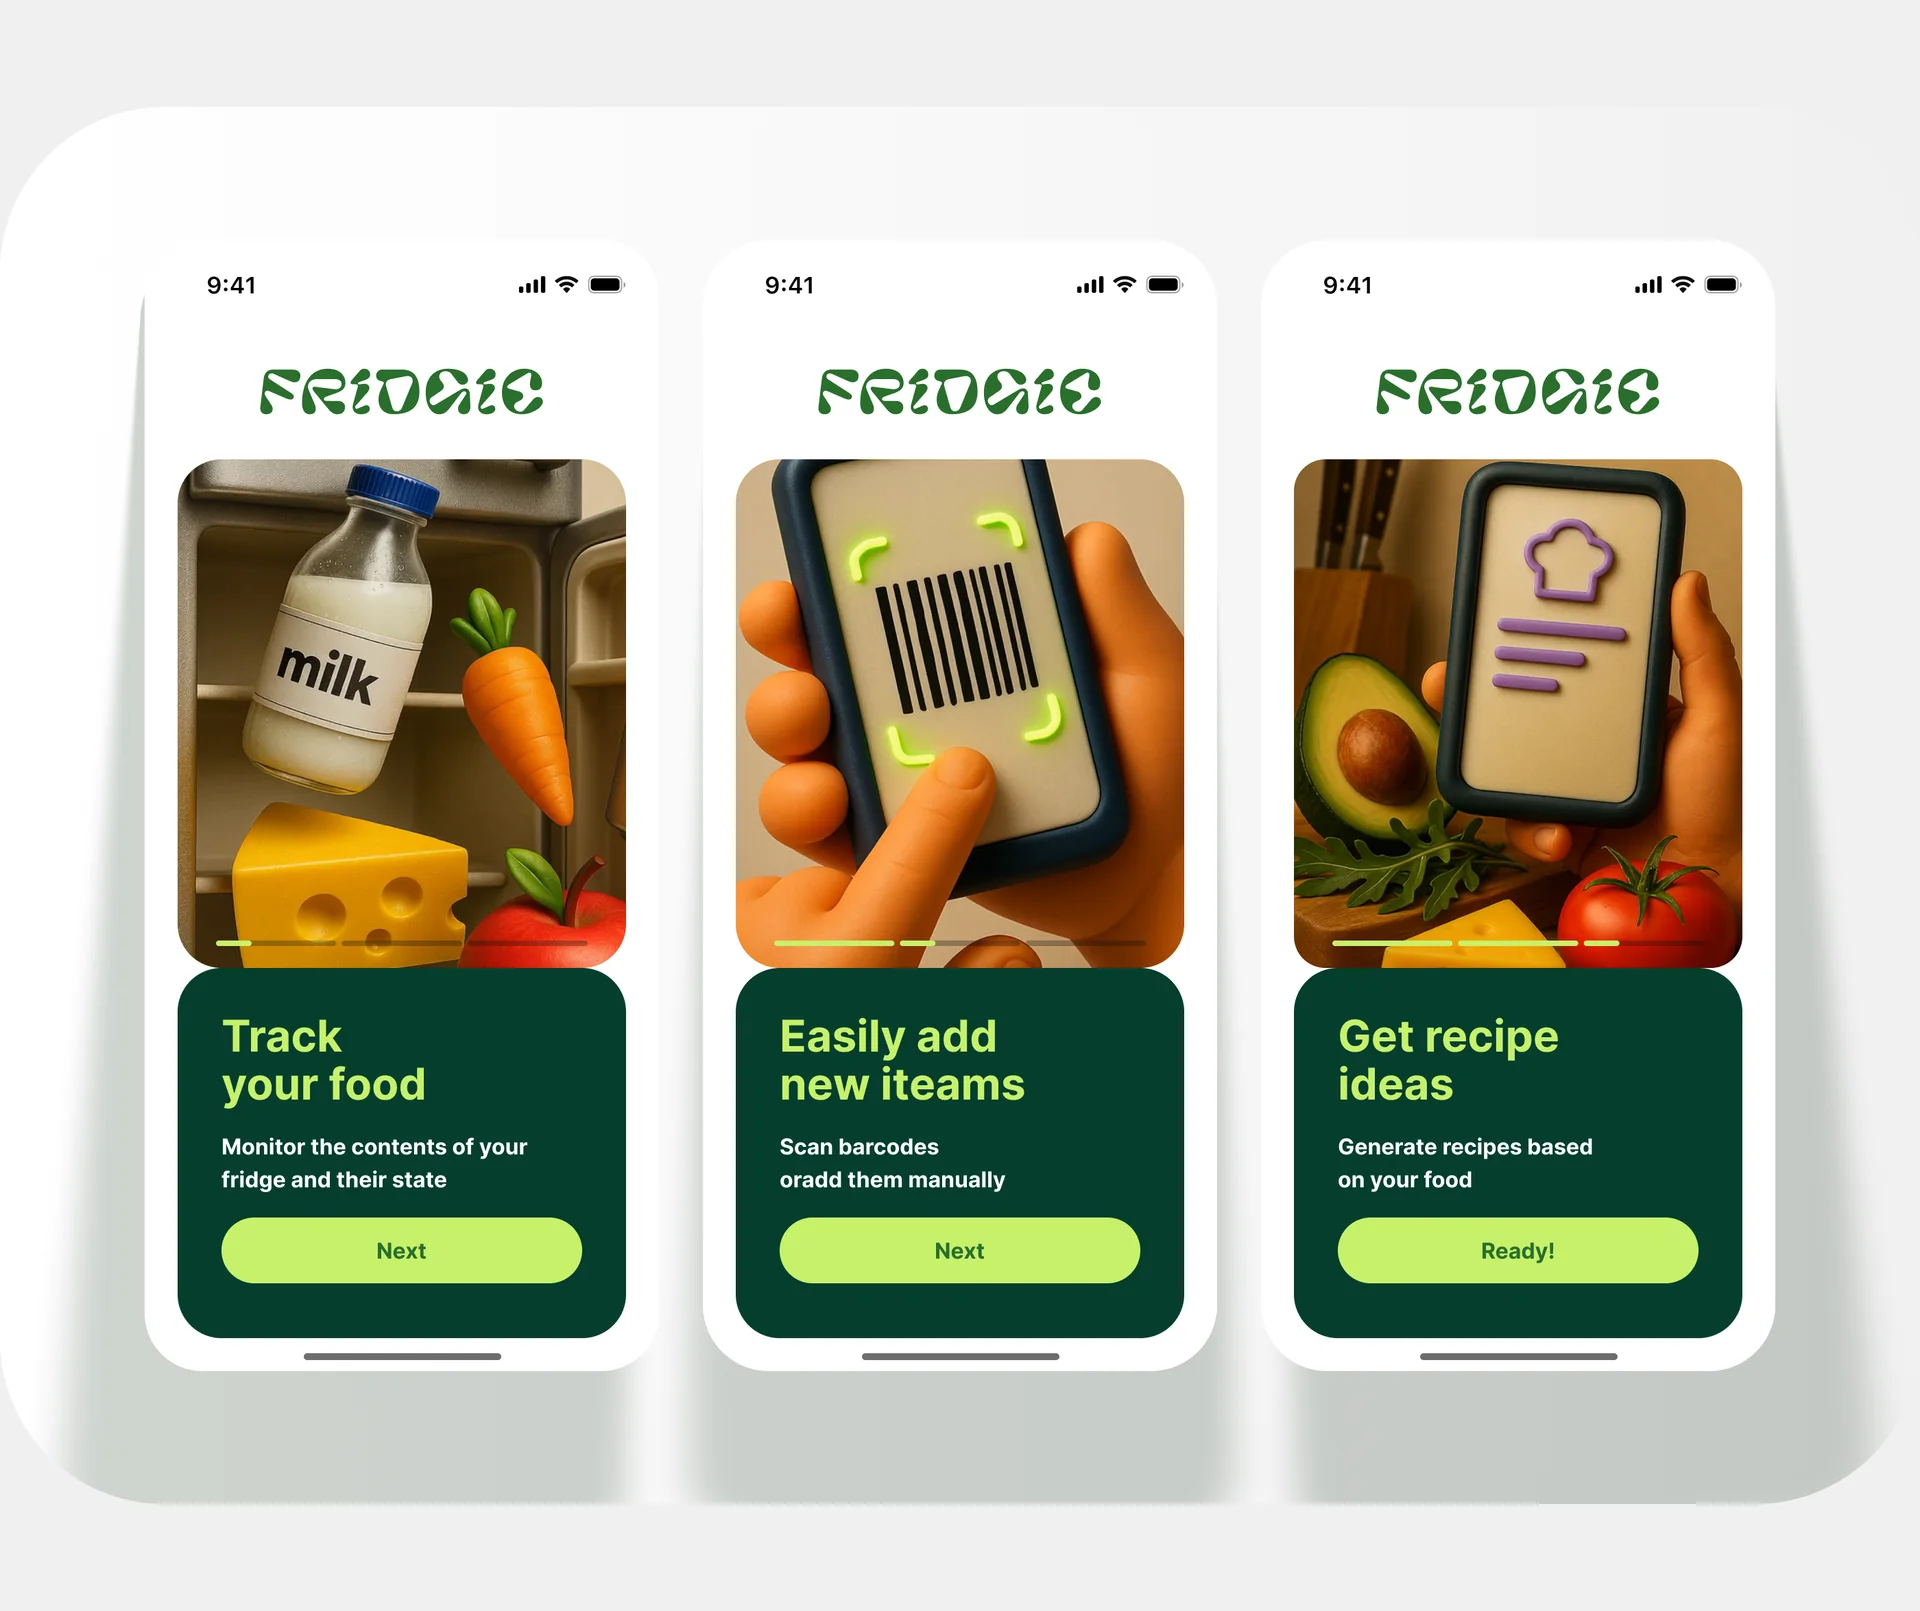 9:41
FRIDGIE
milk
Track
your food
Monitor the contents of your
fridge and their state
Next
9:41
FRIDGIE
Easily add
new iteams
Scan barcodes
oradd them manually
Next
9:41
FRIDGIE
Get recipe
ideas
Generate recipes based
on your food
Ready!